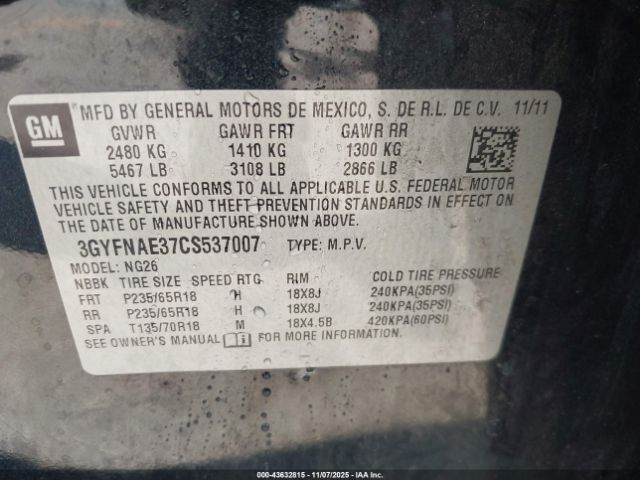 GM
MFD BY GENERAL MOTORS DE MEXICO, S. DE R.L. DE C.V. 11/11
GVWR GAWR FRT GAWR RR
2480 KG 1410 KG 1300 KG
5467 LB 3108 LB 2866 LB
THIS VEHICLE CONFORMS TO ALL APPLICABLE U.S. FEDERAL MOTOR
VEHICLE SAFETY AND THEFT PREVENTION STANDARDS IN EFFECT ON
THE DATE OF MANUFACTURE SHOWN ABOVE.
3GYFNAE37CS537007 TYPE: M.P.V.
MODEL: NG26
NBBK TIRE SIZE SPEED RTG RIM COLD TIRE PRESSURE
FRT P235/65R18 H 18X8J 240KPA(35PSI)
RR P235/65R18 H 18X8J 240KPA(35PSI)
SPA T135/70R18 M 18X4.5B 420KPA(60PSI)
SEE OWNER'S MANUAL FOR MORE INFORMATION.
000-43632815 - 11/07/2025 - IAA Inc.